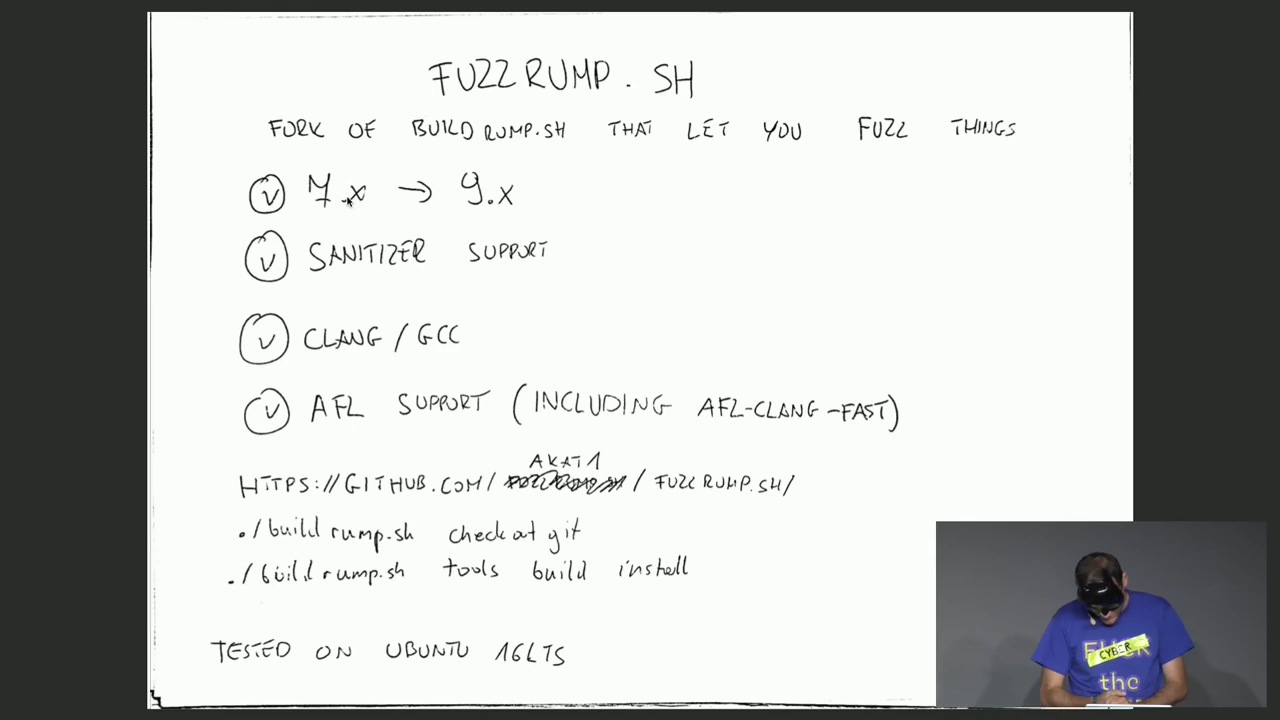 FUZZRUMP.SH
FORK OF BUILDRUMP.SH THAT LET YOU FUZZ THINGS
V 7.x → 9.x
V SANITIZER SUPPORT
V CLANG / GCC
V AFL SUPPORT (INCLUDING AFL-CLANG-FAST)
AKAT1
HTTPS://GITHUB.COM/ / FUZZRUMP.SH/
./buildrump.sh checkout git
./buildrump.sh tools build install
TESTED ON UBUNTU 16LTS
CYBER
the